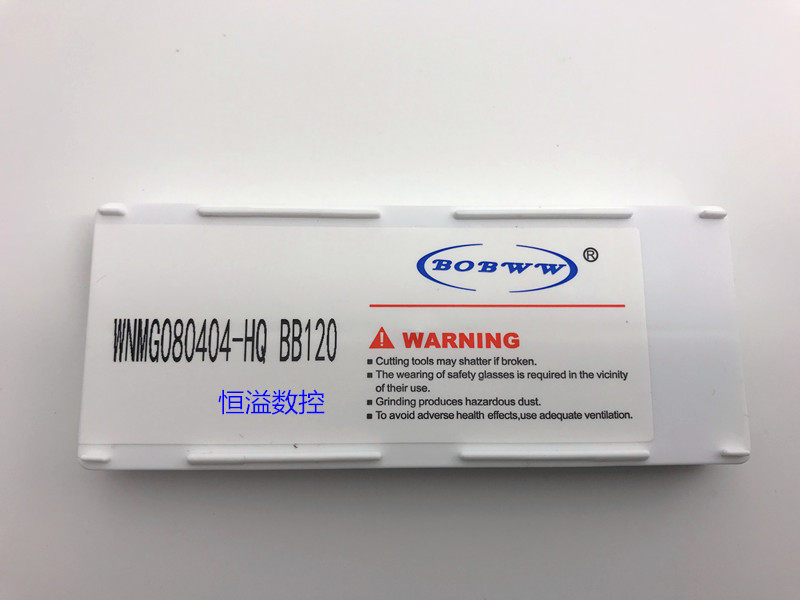 BOBWW ®
WNMG080404-HQ BB120
恒溢数控
WARNING
■ Cutting tools may shatter if broken.
■ The wearing of safety glasses is required in the vicinity
of their use.
■ Grinding produces hazardous dust.
■ To avoid adverse health effects,use adequate ventilation.